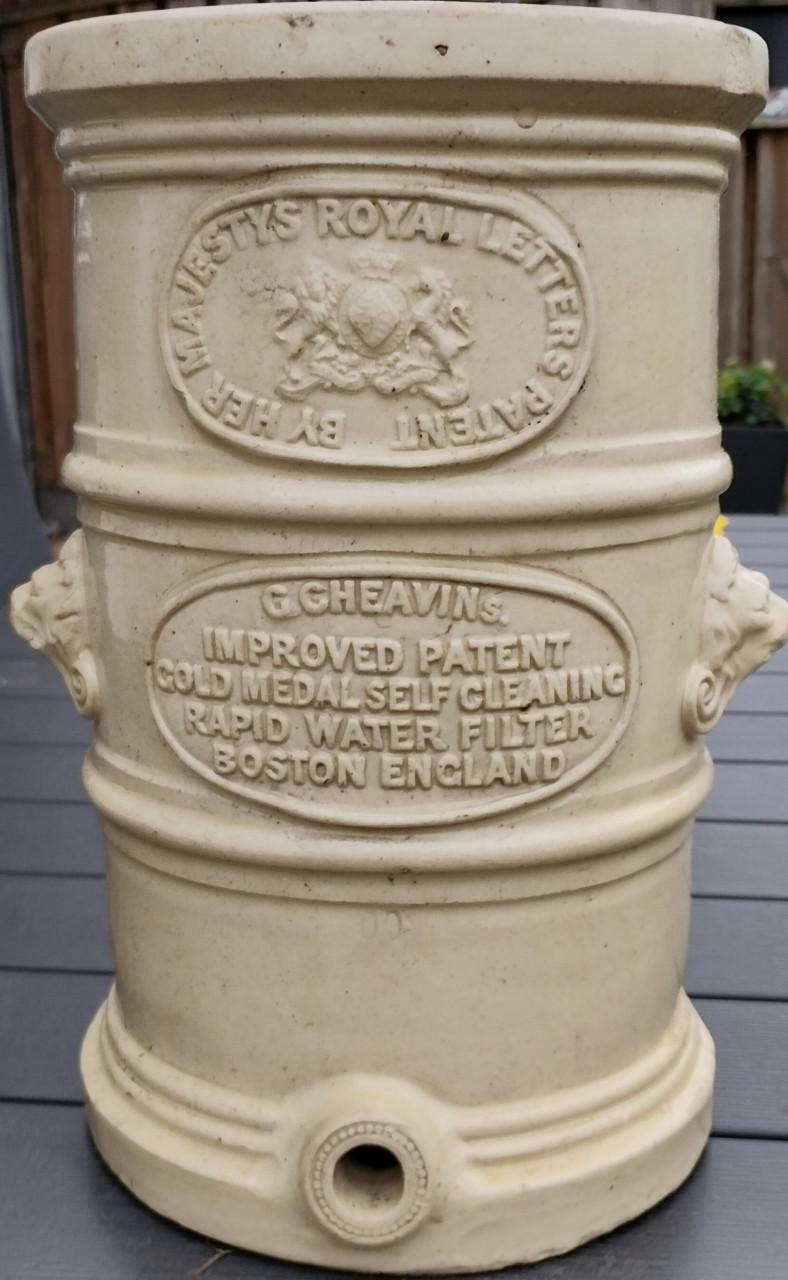 BY HER MAJESTYS ROYAL LETTERS PATENT
G. CHEAVINs.
IMPROVED PATENT
GOLD MEDAL SELF CLEANING
RAPID WATER FILTER
BOSTON ENGLAND